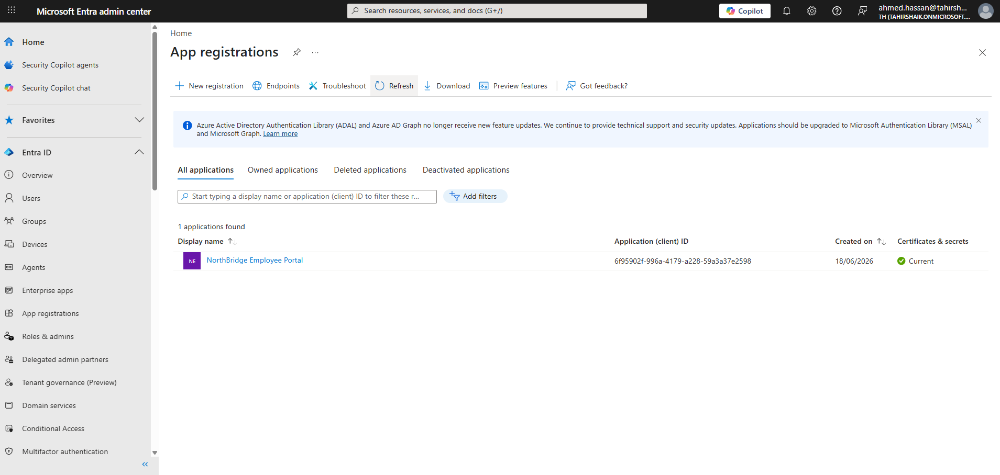 Microsoft Entra admin center
Search resources, services, and docs (G+/)
Copilot
ahmed.hassan@tahirsh...
TH (TAHIRSHAIK.ONMICROSOFT....
Home
Security Copilot agents
Security Copilot chat
Favorites
Entra ID
Overview
Users
Groups
Devices
Agents
Enterprise apps
App registrations
Roles & admins
Delegated admin partners
Tenant governance (Preview)
Domain services
Conditional Access
Multifactor authentication
Home
App registrations
New registration
Endpoints
Troubleshoot
Refresh
Download
Preview features
Got feedback?
Azure Active Directory Authentication Library (ADAL) and Azure AD Graph no longer receive new feature updates. We continue to provide technical support and security updates. Applications should be upgraded to Microsoft Authentication Library (MSAL)
and Microsoft Graph. Learn more
All applications
Owned applications
Deleted applications
Deactivated applications
Start typing a display name or application (client) ID to filter these r...
Add filters
1 applications found
Display name
Application (client) ID
Created on
Certificates & secrets
NE
NorthBridge Employee Portal
6f95902f-996a-4179-a228-59a3a37e2598
18/06/2026
Current